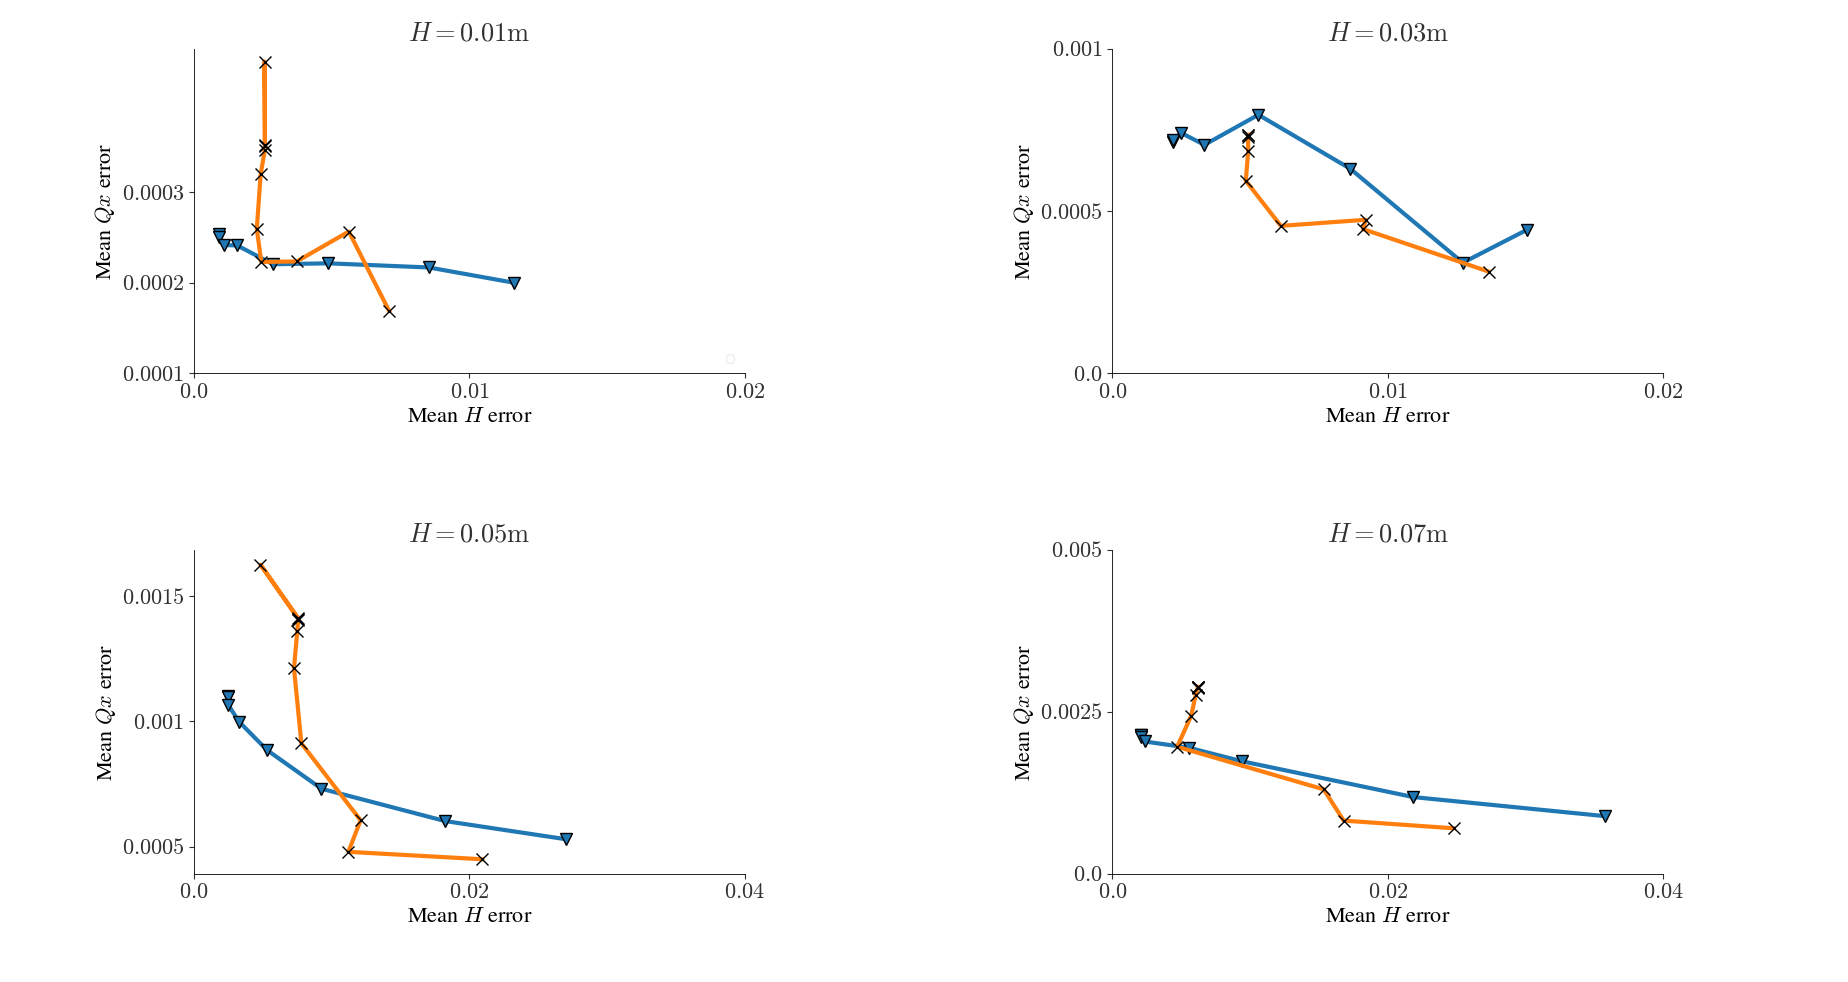 H = 0.01m
Mean Qx error
0.0003
0.0002
0.0001
0.0
0.01
0.02
Mean H error
H = 0.03m
Mean Qx error
0.001
0.0005
0.0
0.0
0.01
0.02
Mean H error
H = 0.05m
Mean Qx error
0.0015
0.001
0.0005
0.0
0.02
0.04
Mean H error
H = 0.07m
Mean Qx error
0.005
0.0025
0.0
0.0
0.02
0.04
Mean H error